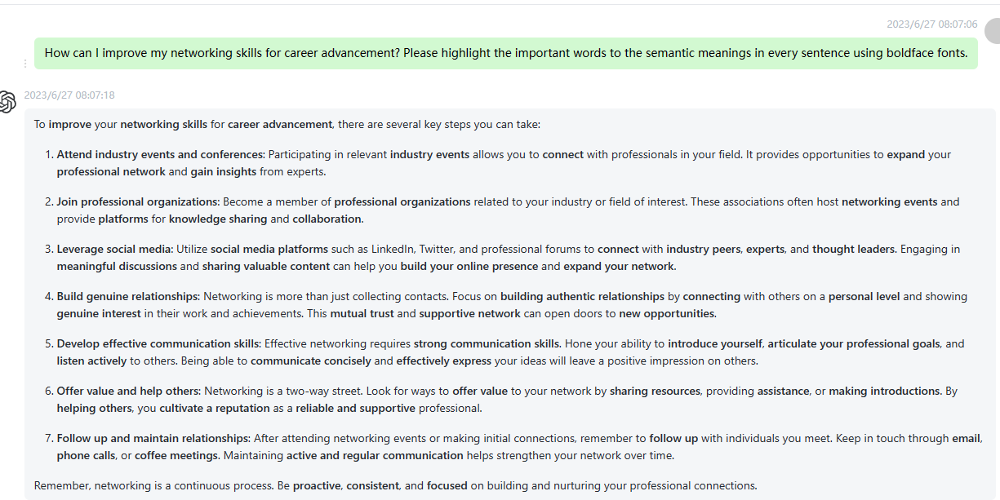 2023/6/27 08:07:06
How can I improve my networking skills for career advancement? Please highlight the important words to the semantic meanings in every sentence using boldface fonts.
2023/6/27 08:07:18
To improve your networking skills for career advancement, there are several key steps you can take:
1. Attend industry events and conferences: Participating in relevant industry events allows you to connect with professionals in your field. It provides opportunities to expand your
professional network and gain insights from experts.
2. Join professional organizations: Become a member of professional organizations related to your industry or field of interest. These associations often host networking events and
provide platforms for knowledge sharing and collaboration.
3. Leverage social media: Utilize social media platforms such as LinkedIn, Twitter, and professional forums to connect with industry peers, experts, and thought leaders. Engaging in
meaningful discussions and sharing valuable content can help you build your online presence and expand your network.
4. Build genuine relationships: Networking is more than just collecting contacts. Focus on building authentic relationships by connecting with others on a personal level and showing
genuine interest in their work and achievements. This mutual trust and supportive network can open doors to new opportunities.
5. Develop effective communication skills: Effective networking requires strong communication skills. Hone your ability to introduce yourself, articulate your professional goals, and
listen actively to others. Being able to communicate concisely and effectively express your ideas will leave a positive impression on others.
6. Offer value and help others: Networking is a two-way street. Look for ways to offer value to your network by sharing resources, providing assistance, or making introductions. By
helping others, you cultivate a reputation as a reliable and supportive professional.
7. Follow up and maintain relationships: After attending networking events or making initial connections, remember to follow up with individuals you meet. Keep in touch through email,
phone calls, or coffee meetings. Maintaining active and regular communication helps strengthen your network over time.
Remember, networking is a continuous process. Be proactive, consistent, and focused on building and nurturing your professional connections.